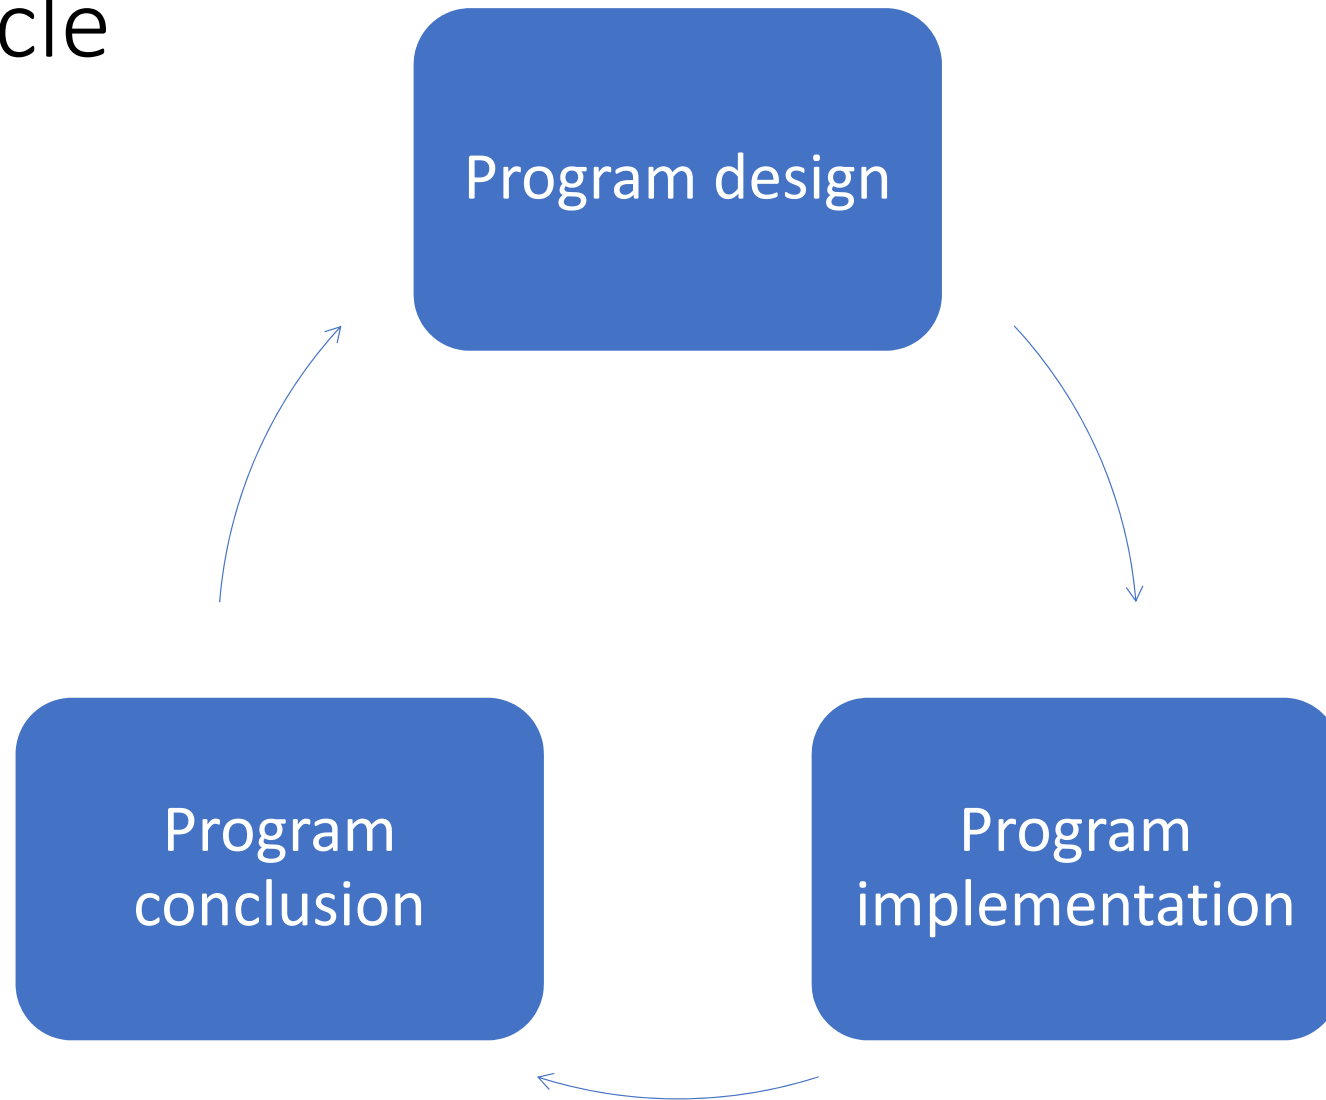 cle
Program design
Program
conclusion
Program
implementation